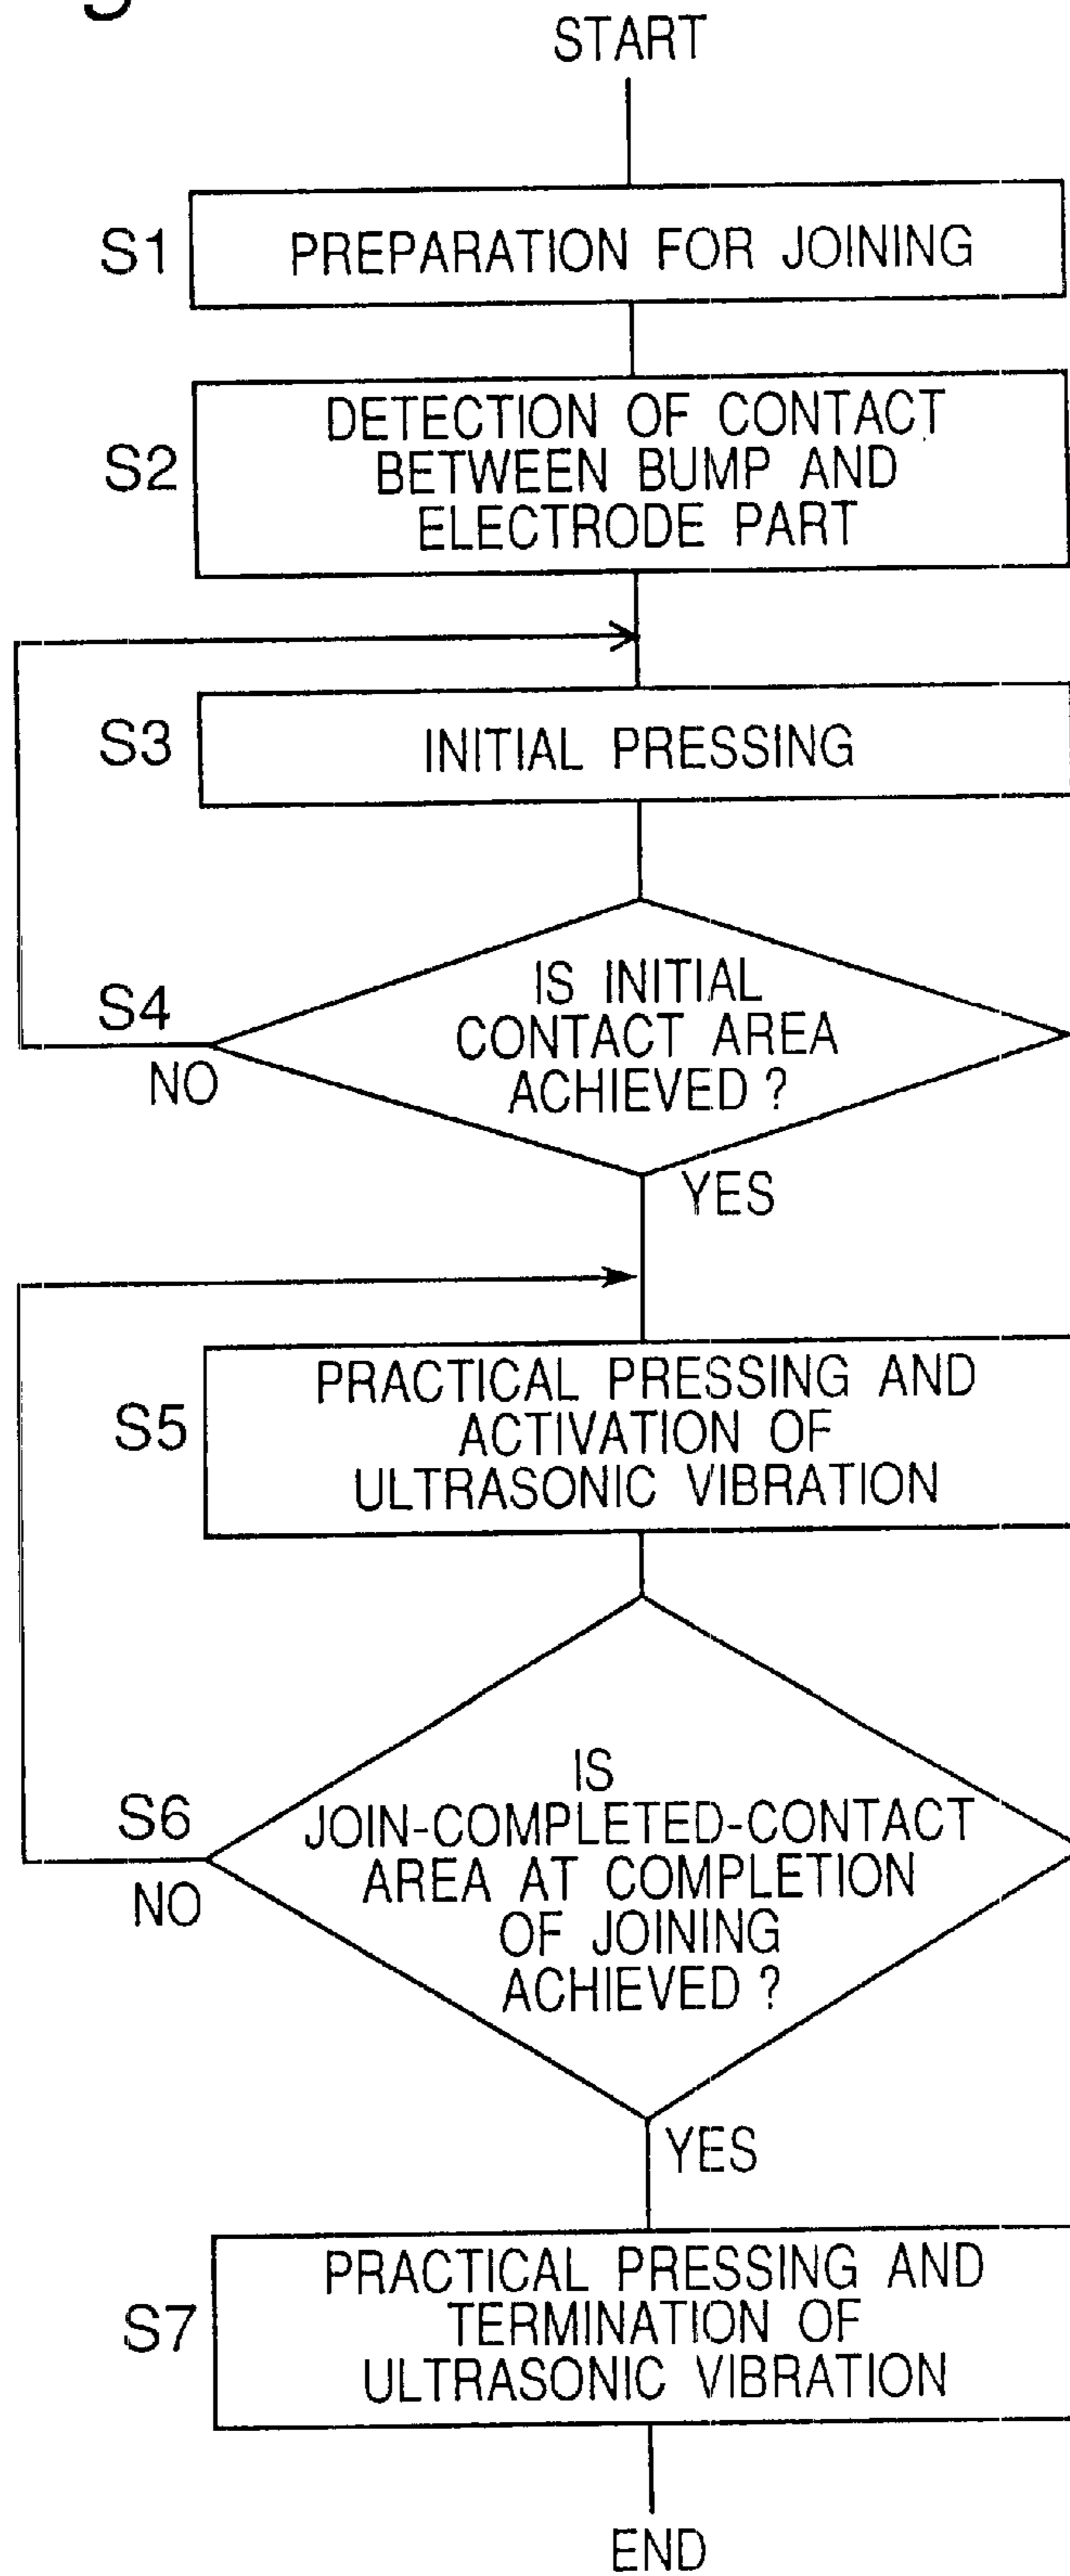 START
S1
PREPARATION FOR JOINING
S2
DETECTION OF CONTACT
BETWEEN BUMP AND
ELECTRODE PART
S3
INITIAL PRESSING
S4
IS INITIAL
CONTACT AREA
ACHIEVED ?
NO
YES
S5
PRACTICAL PRESSING AND
ACTIVATION OF
ULTRASONIC VIBRATION
S6
IS
JOIN-COMPLETED-CONTACT
AREA AT COMPLETION
OF JOINING
ACHIEVED ?
NO
YES
S7
PRACTICAL PRESSING AND
TERMINATION OF
ULTRASONIC VIBRATION
END